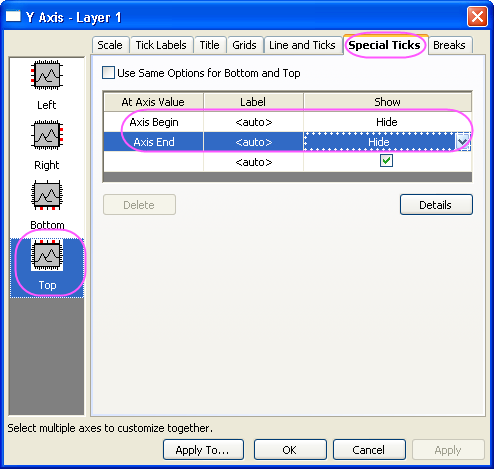 Y Axis - Layer 1
Scale Tick Labels Title Grids Line and Ticks Special Ticks Breaks
Left
Right
Bottom
Top
Use Same Options for Bottom and Top
At Axis Value Label Show
Axis Begin <auto> Hide
Axis End <auto> Hide
<auto>
Delete Details
Select multiple axes to customize together.
Apply To... OK Cancel Apply